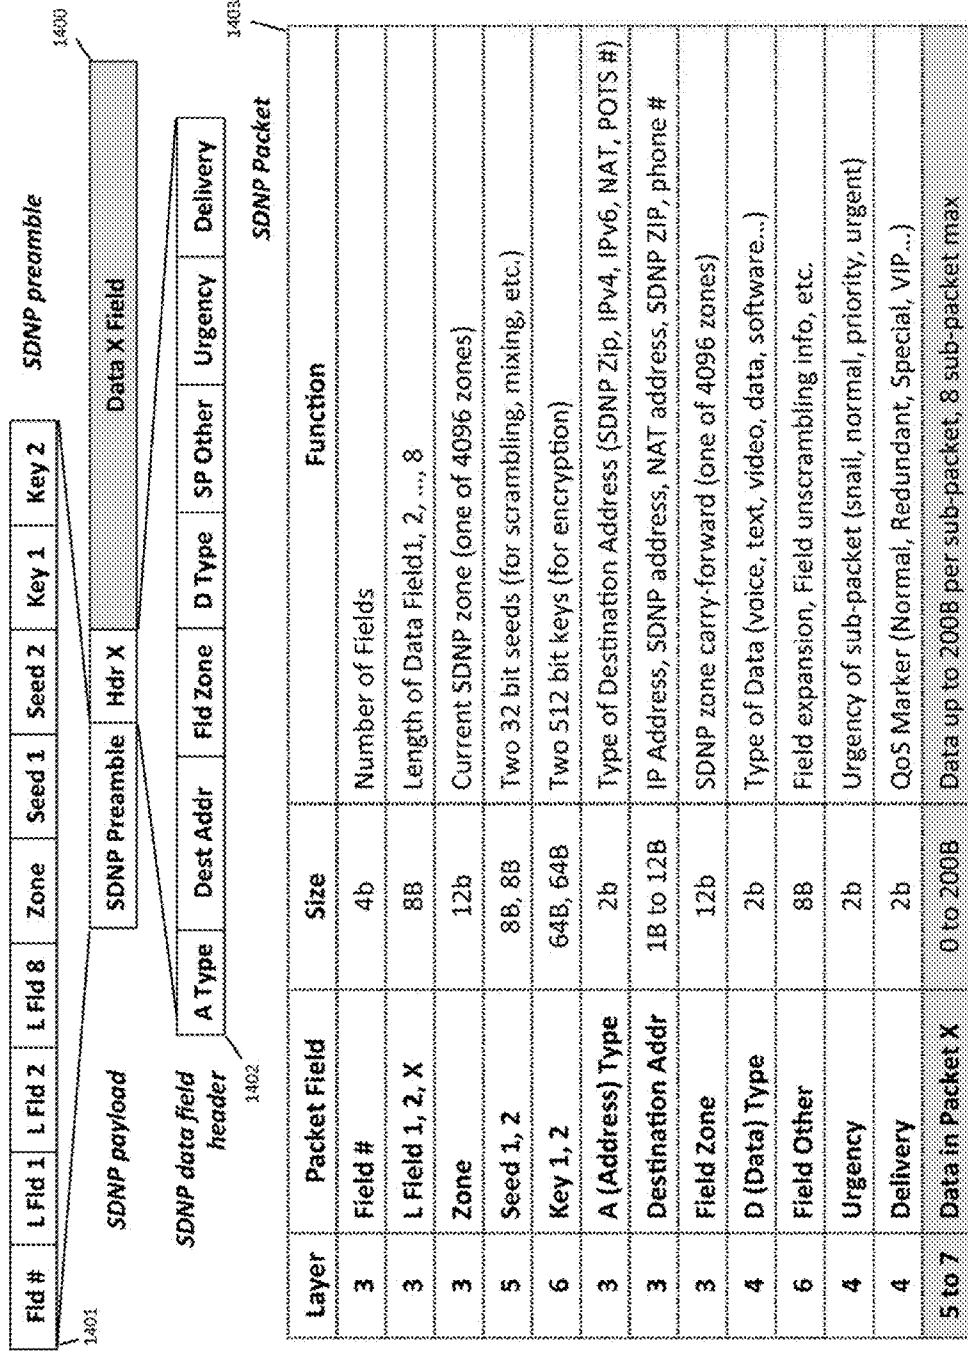 Fld # L Fld 1 L Fld 2 L Fld 8 Zone Seed 1 Seed 2 Key 1 Key 2 SDNP preamble
1401
1400
SDNP payload SDNP Preamble Hdr X Data X Field
SDNP data field
header
A Type Dest Addr Fld Zone D Type SP Other Urgency Delivery
1402
SDNP Packet
1403
Layer Packet Field Size Function
3 Field # 4b Number of Fields
3 L Field 1, 2, X 8B Length of Data Field1, 2, ..., 8
3 Zone 12b Current SDNP zone (one of 4096 zones)
5 Seed 1, 2 8B, 8B Two 32 bit seeds (for scrambling, mixing, etc.)
6 Key 1, 2 64B, 64B Two 512 bit keys (for encryption)
3 A (Address) Type 2b Type of Destination Address (SDNP Zip, IPv4, IPv6, NAT, POTS #)
3 Destination Addr 1B to 12B IP Address, SDNP address, NAT address, SDNP ZIP, phone #
3 Field Zone 12b SDNP zone carry-forward (one of 4096 zones)
4 D (Data) Type 2b Type of Data (voice, text, video, data, software...)
6 Field Other 8B Field expansion, Field unscrambling info, etc.
4 Urgency 2b Urgency of sub-packet (snail, normal, priority, urgent)
4 Delivery 2b QoS Marker (Normal, Redundant, Special, VIP...)
5 to 7 Data in Packet X 0 to 200B Data up to 200B per sub-packet, 8 sub-packet max